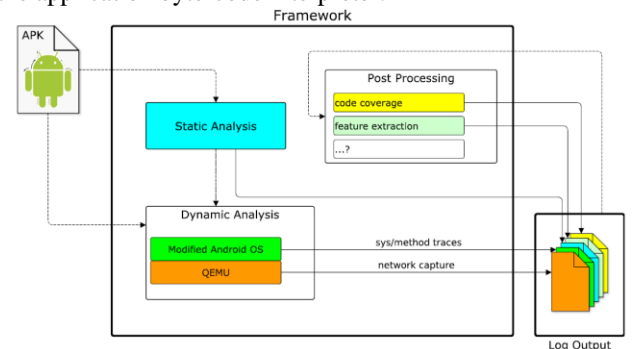 Framework
APK
Post Processing
code coverage
feature extraction
...?
Static Analysis
Dynamic Analysis
Modified Android OS
QEMU
sys/method traces
network capture
Log Output